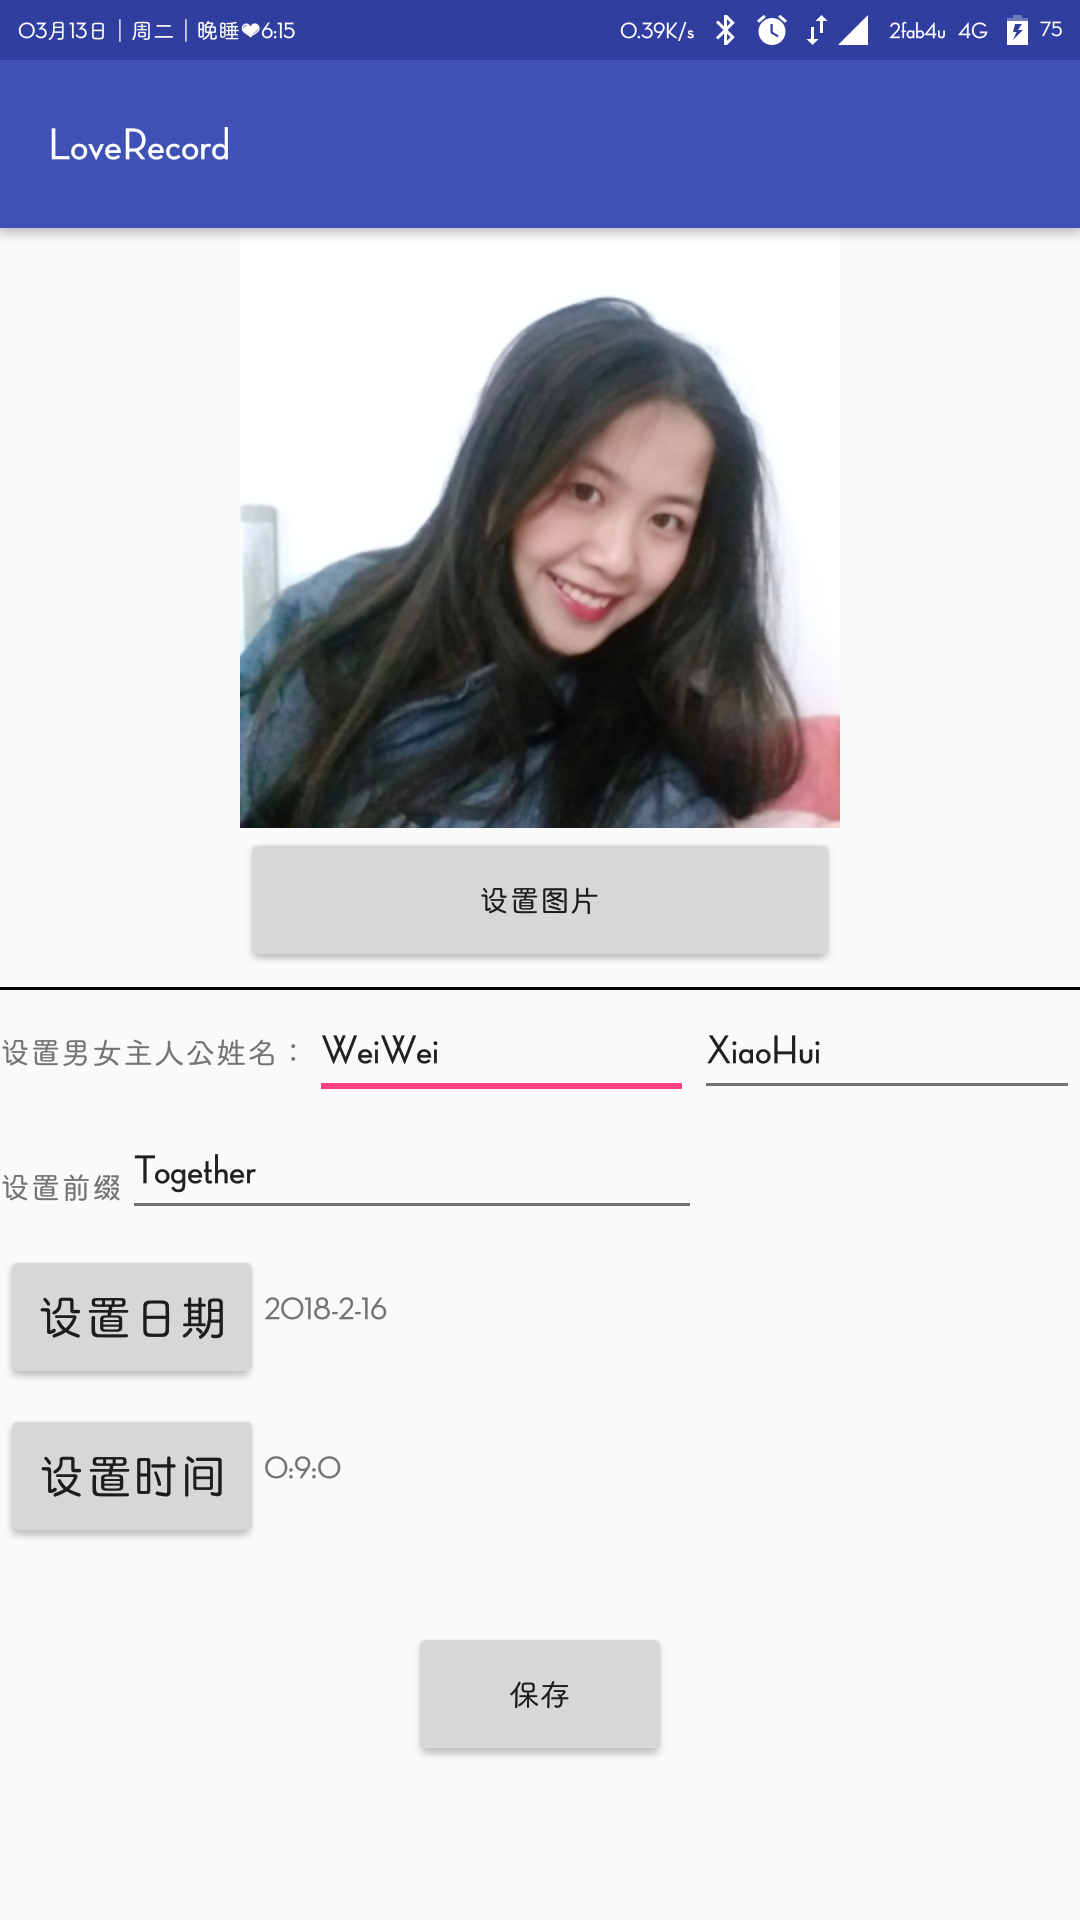 03月13日 | 周二 | 晚睡❤6:15 0.39K/s 2fab4u 4G 75
LoveRecord
设置图片
设置男女主人公姓名： WeiWei XiaoHui
设置前缀 Together
设置日期 2018-2-16
设置时间 0:9:0
保存